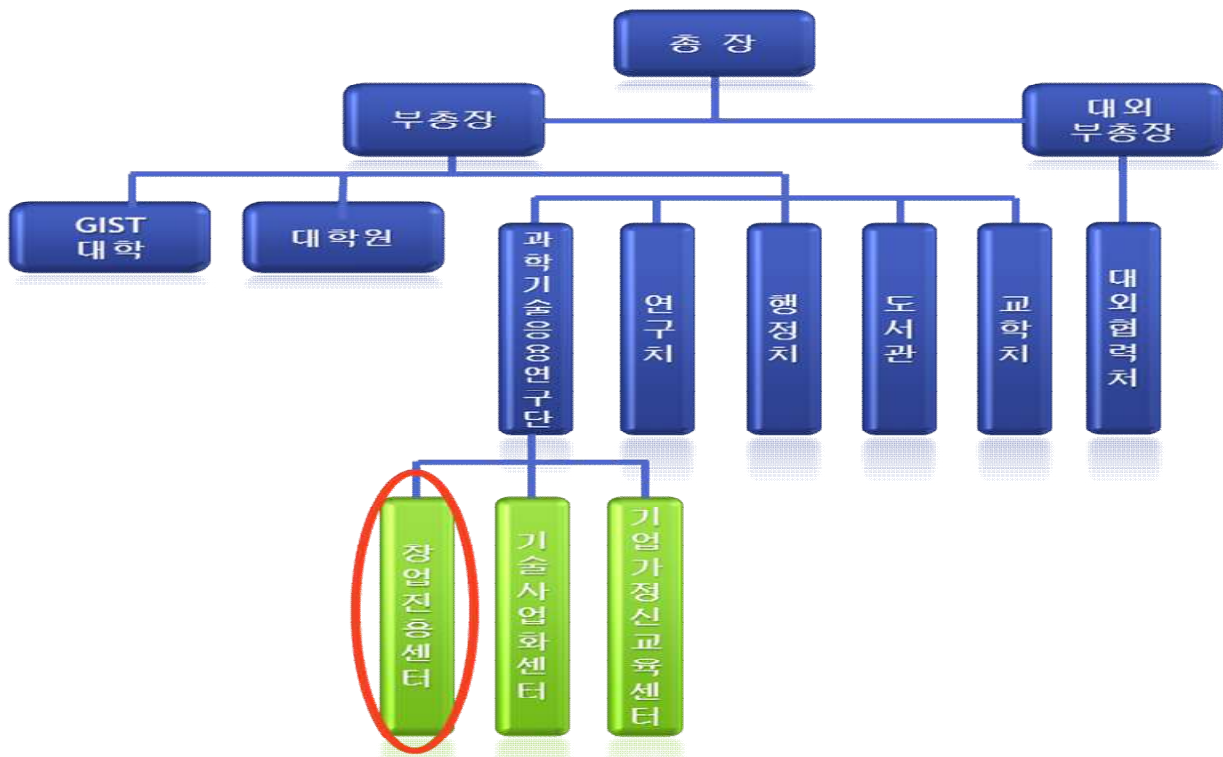 총 장
부총장
대외
부총장
GIST
대학
대학원
과학기술응용연구단
연구처
행정처
도서관
교학처
대외협력처
창업진흥센터
기술사업화센터
기업가정신교육센터